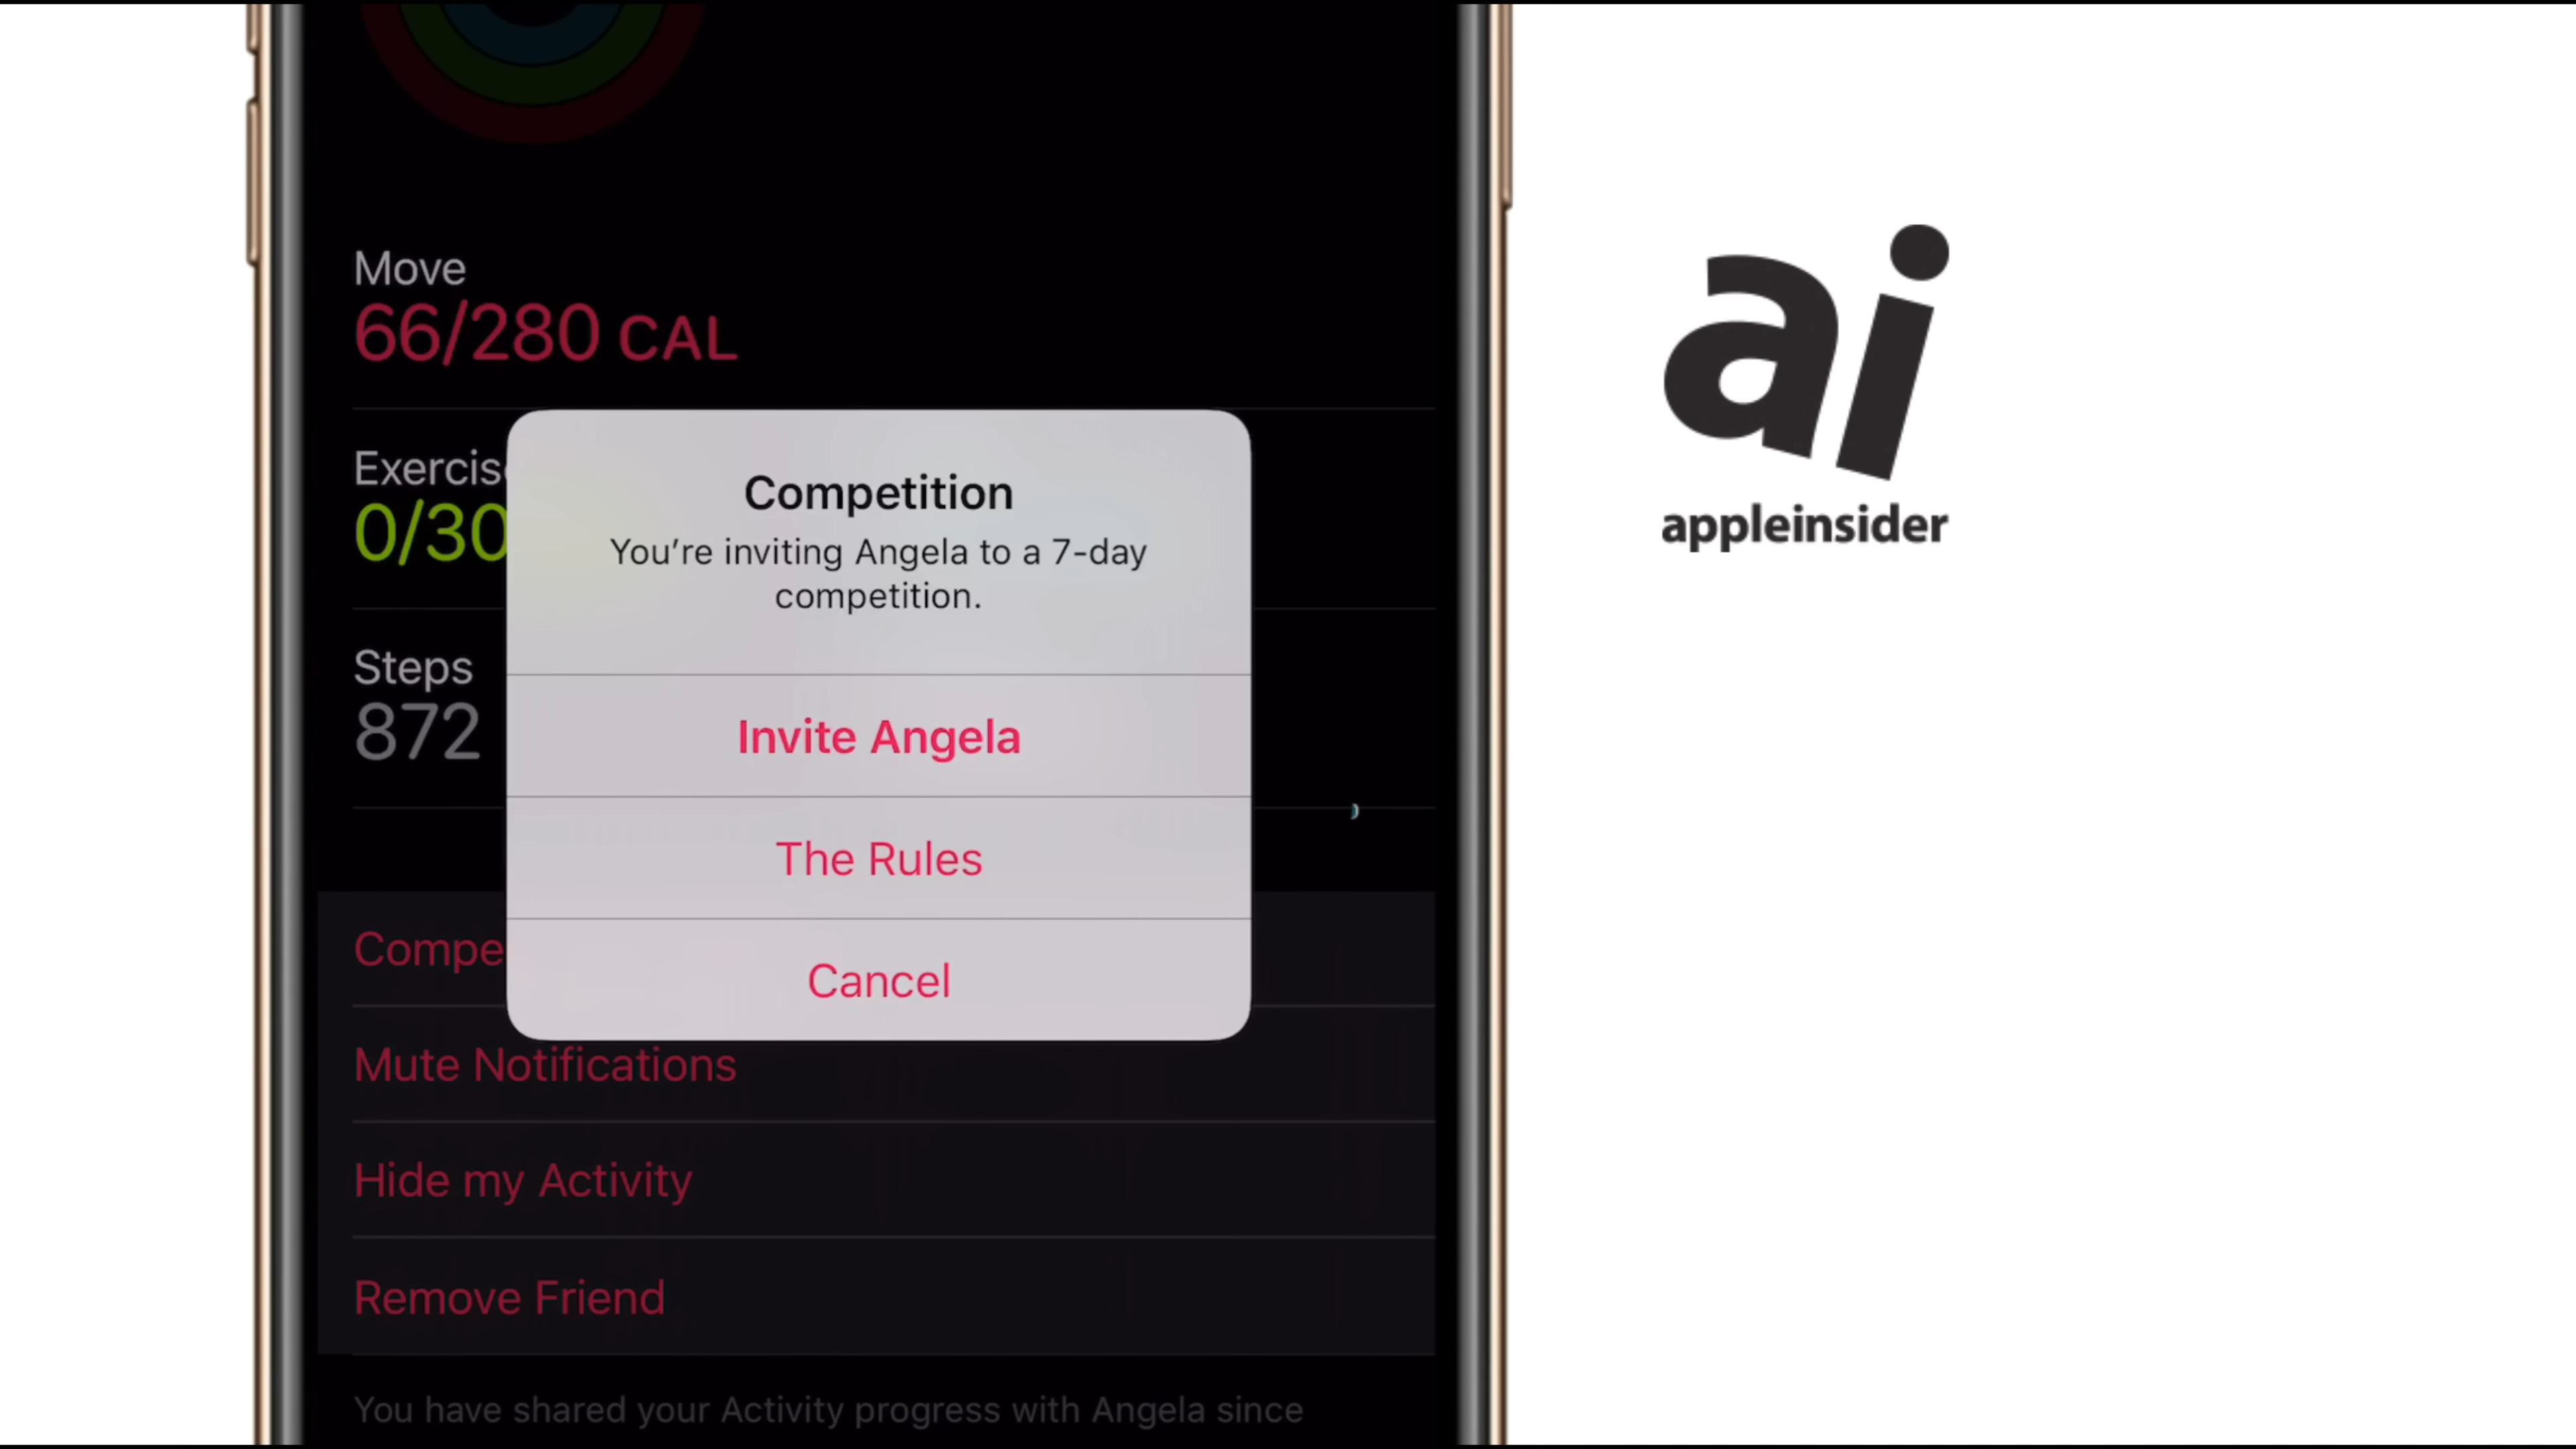 Move
66/280 CAL
Exercis
0/30
Steps
872
Competition
You're inviting Angela to a 7-day
competition.
Invite Angela
The Rules
Cancel
Compe
Mute Notifications
Hide my Activity
Remove Friend
You have shared your Activity progress with Angela since
ai
appleinsider